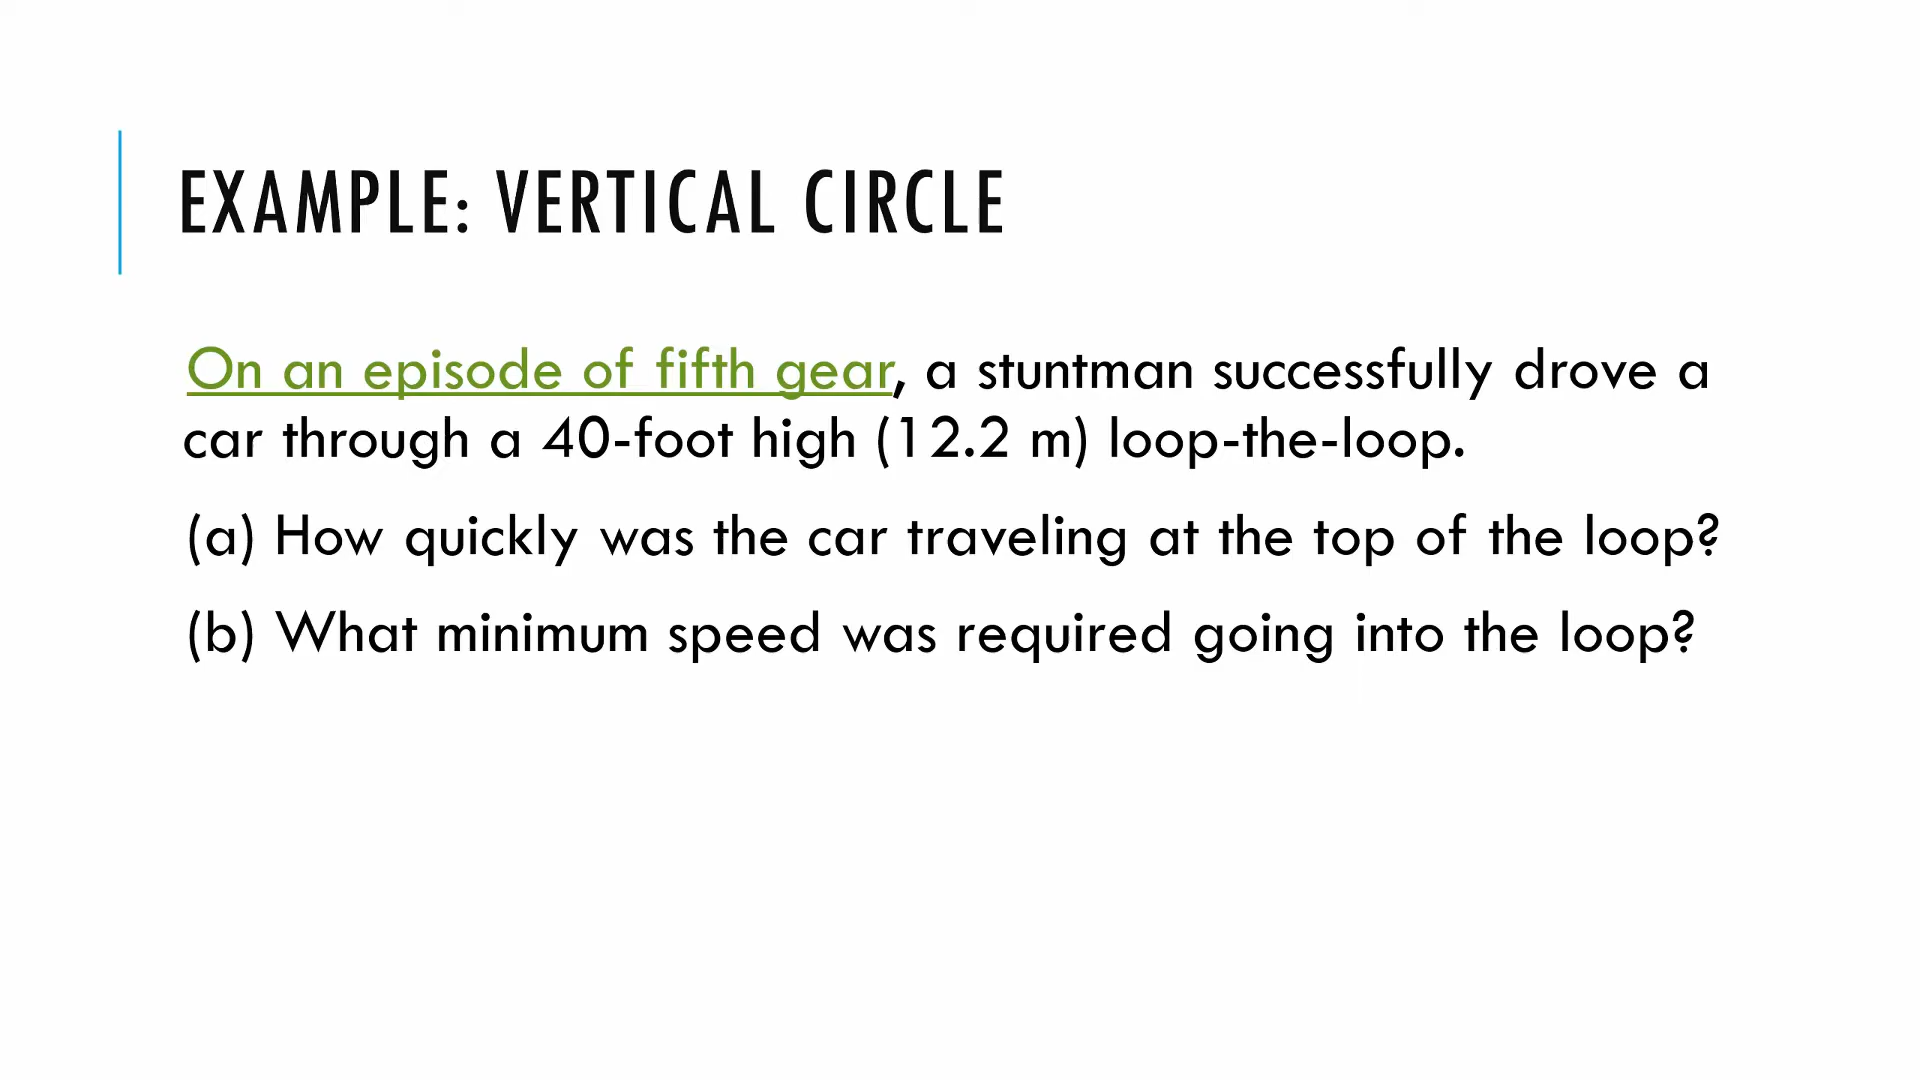 EXAMPLE: VERTICAL CIRCLE
On an episode of fifth gear, a stuntman successfully drove a
car through a 40-foot high (12.2 m) loop-the-loop.
(a) How quickly was the car traveling at the top of the loop?
(b) What minimum speed was required going into the loop?